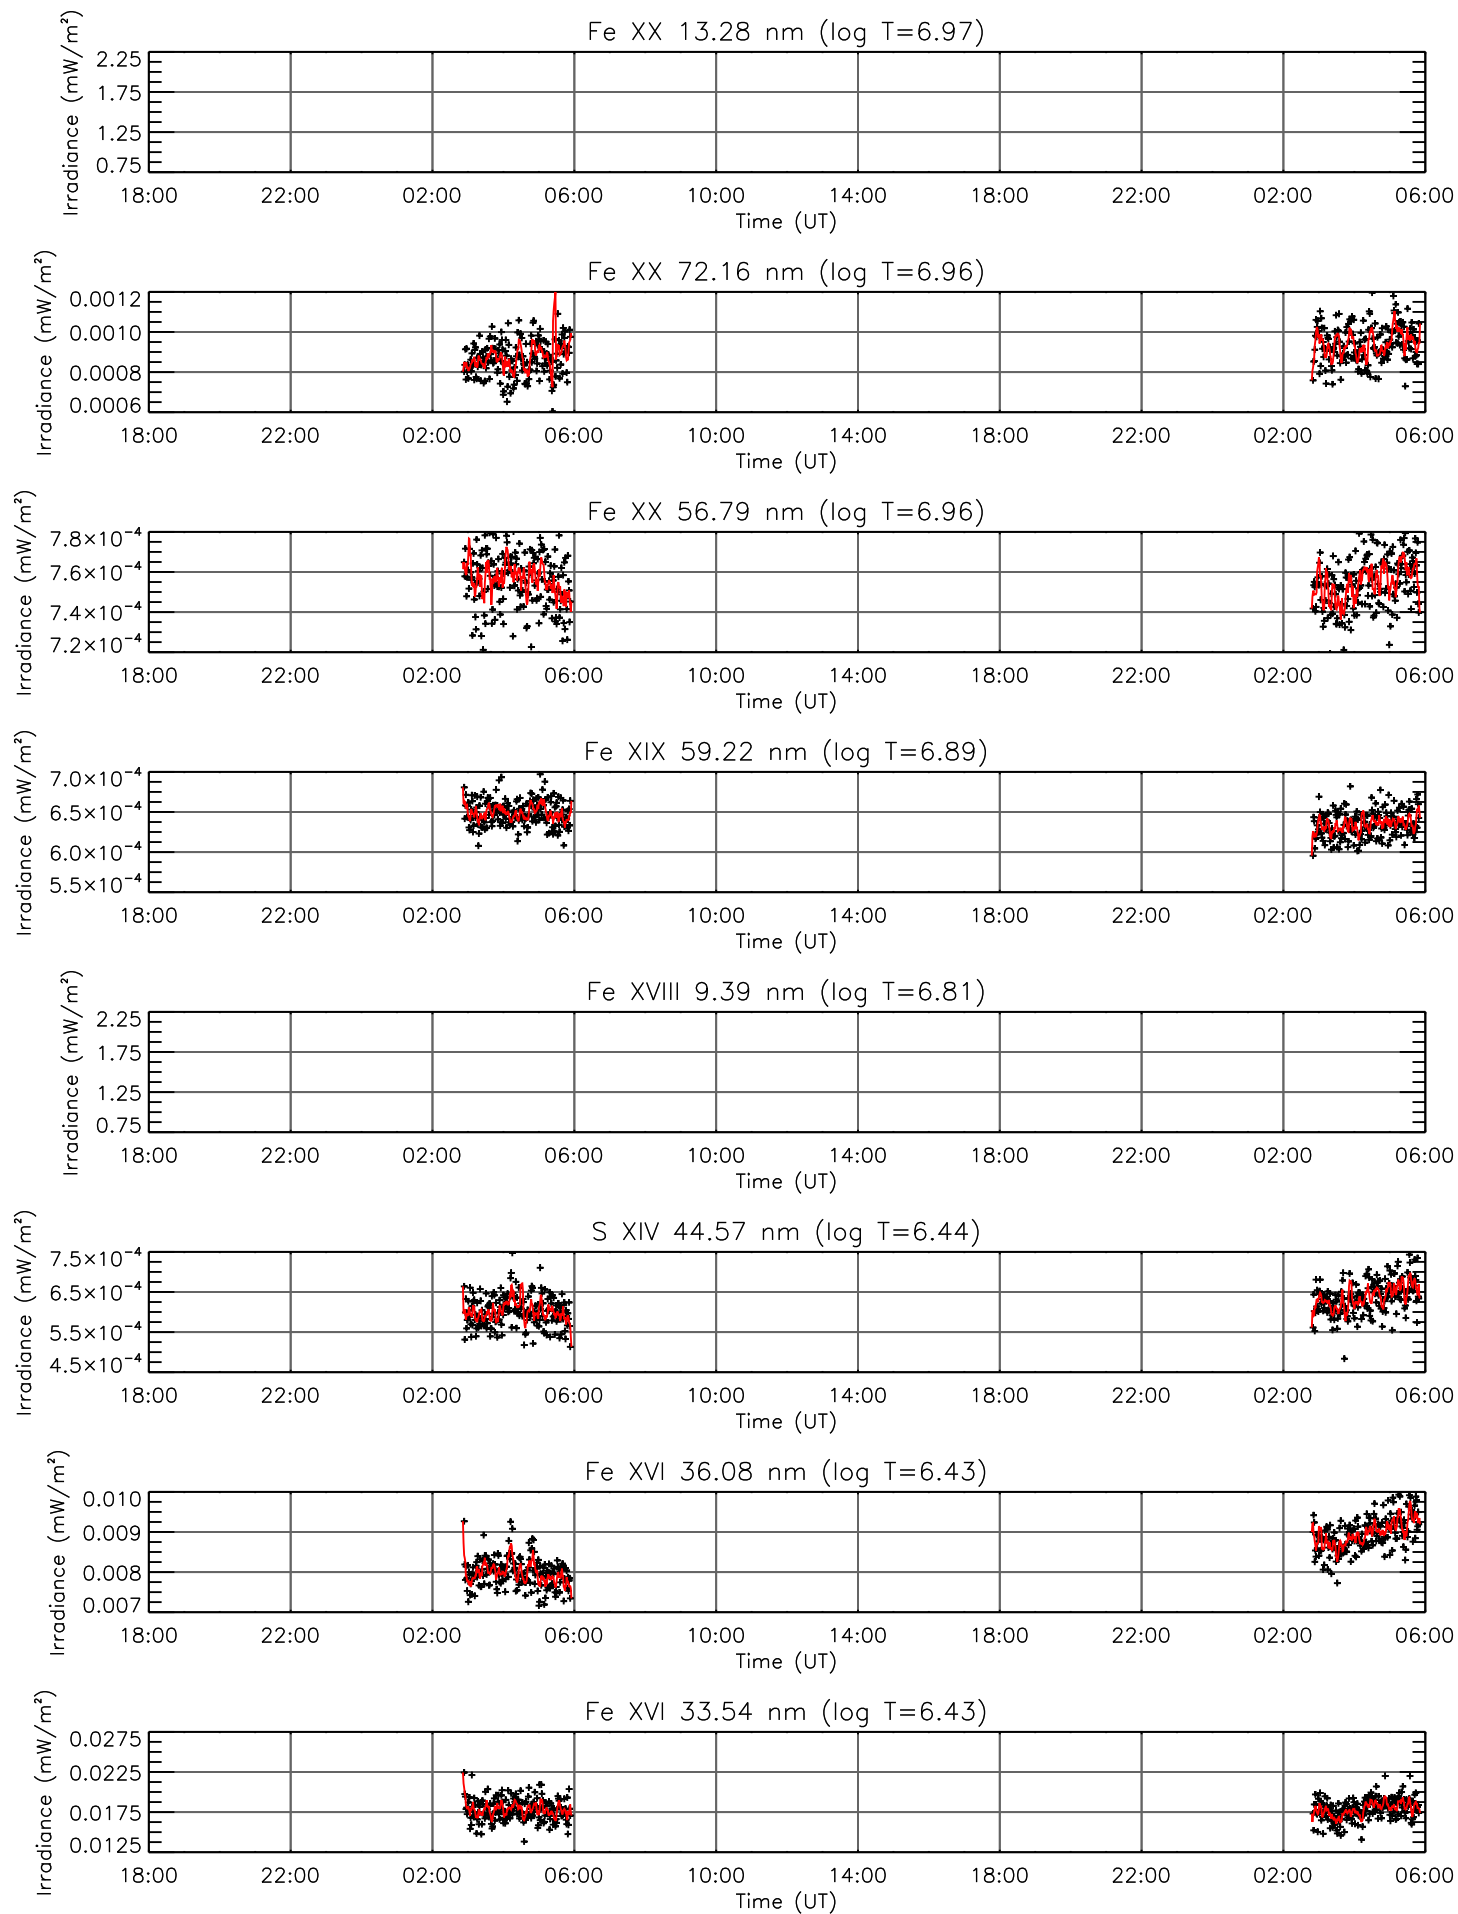 Fe XX 13.28 nm (log T=6.97)
Irradiance (mW/m²)
2.25
1.75
1.25
0.75
18:00 22:00 02:00 06:00 10:00 14:00 18:00 22:00 02:00 06:00
Time (UT)
Fe XX 72.16 nm (log T=6.96)
Irradiance (mW/m²)
0.0012
0.0010
0.0008
0.0006
18:00 22:00 02:00 06:00 10:00 14:00 18:00 22:00 02:00 06:00
Time (UT)
Fe XX 56.79 nm (log T=6.96)
Irradiance (mW/m²)
7.8×10⁻⁴
7.6×10⁻⁴
7.4×10⁻⁴
7.2×10⁻⁴
18:00 22:00 02:00 06:00 10:00 14:00 18:00 22:00 02:00 06:00
Time (UT)
Fe XIX 59.22 nm (log T=6.89)
Irradiance (mW/m²)
7.0×10⁻⁴
6.5×10⁻⁴
6.0×10⁻⁴
5.5×10⁻⁴
18:00 22:00 02:00 06:00 10:00 14:00 18:00 22:00 02:00 06:00
Time (UT)
Fe XVIII 9.39 nm (log T=6.81)
Irradiance (mW/m²)
2.25
1.75
1.25
0.75
18:00 22:00 02:00 06:00 10:00 14:00 18:00 22:00 02:00 06:00
Time (UT)
S XIV 44.57 nm (log T=6.44)
Irradiance (mW/m²)
7.5×10⁻⁴
6.5×10⁻⁴
5.5×10⁻⁴
4.5×10⁻⁴
18:00 22:00 02:00 06:00 10:00 14:00 18:00 22:00 02:00 06:00
Time (UT)
Fe XVI 36.08 nm (log T=6.43)
Irradiance (mW/m²)
0.010
0.009
0.008
0.007
18:00 22:00 02:00 06:00 10:00 14:00 18:00 22:00 02:00 06:00
Time (UT)
Fe XVI 33.54 nm (log T=6.43)
Irradiance (mW/m²)
0.0275
0.0225
0.0175
0.0125
18:00 22:00 02:00 06:00 10:00 14:00 18:00 22:00 02:00 06:00
Time (UT)